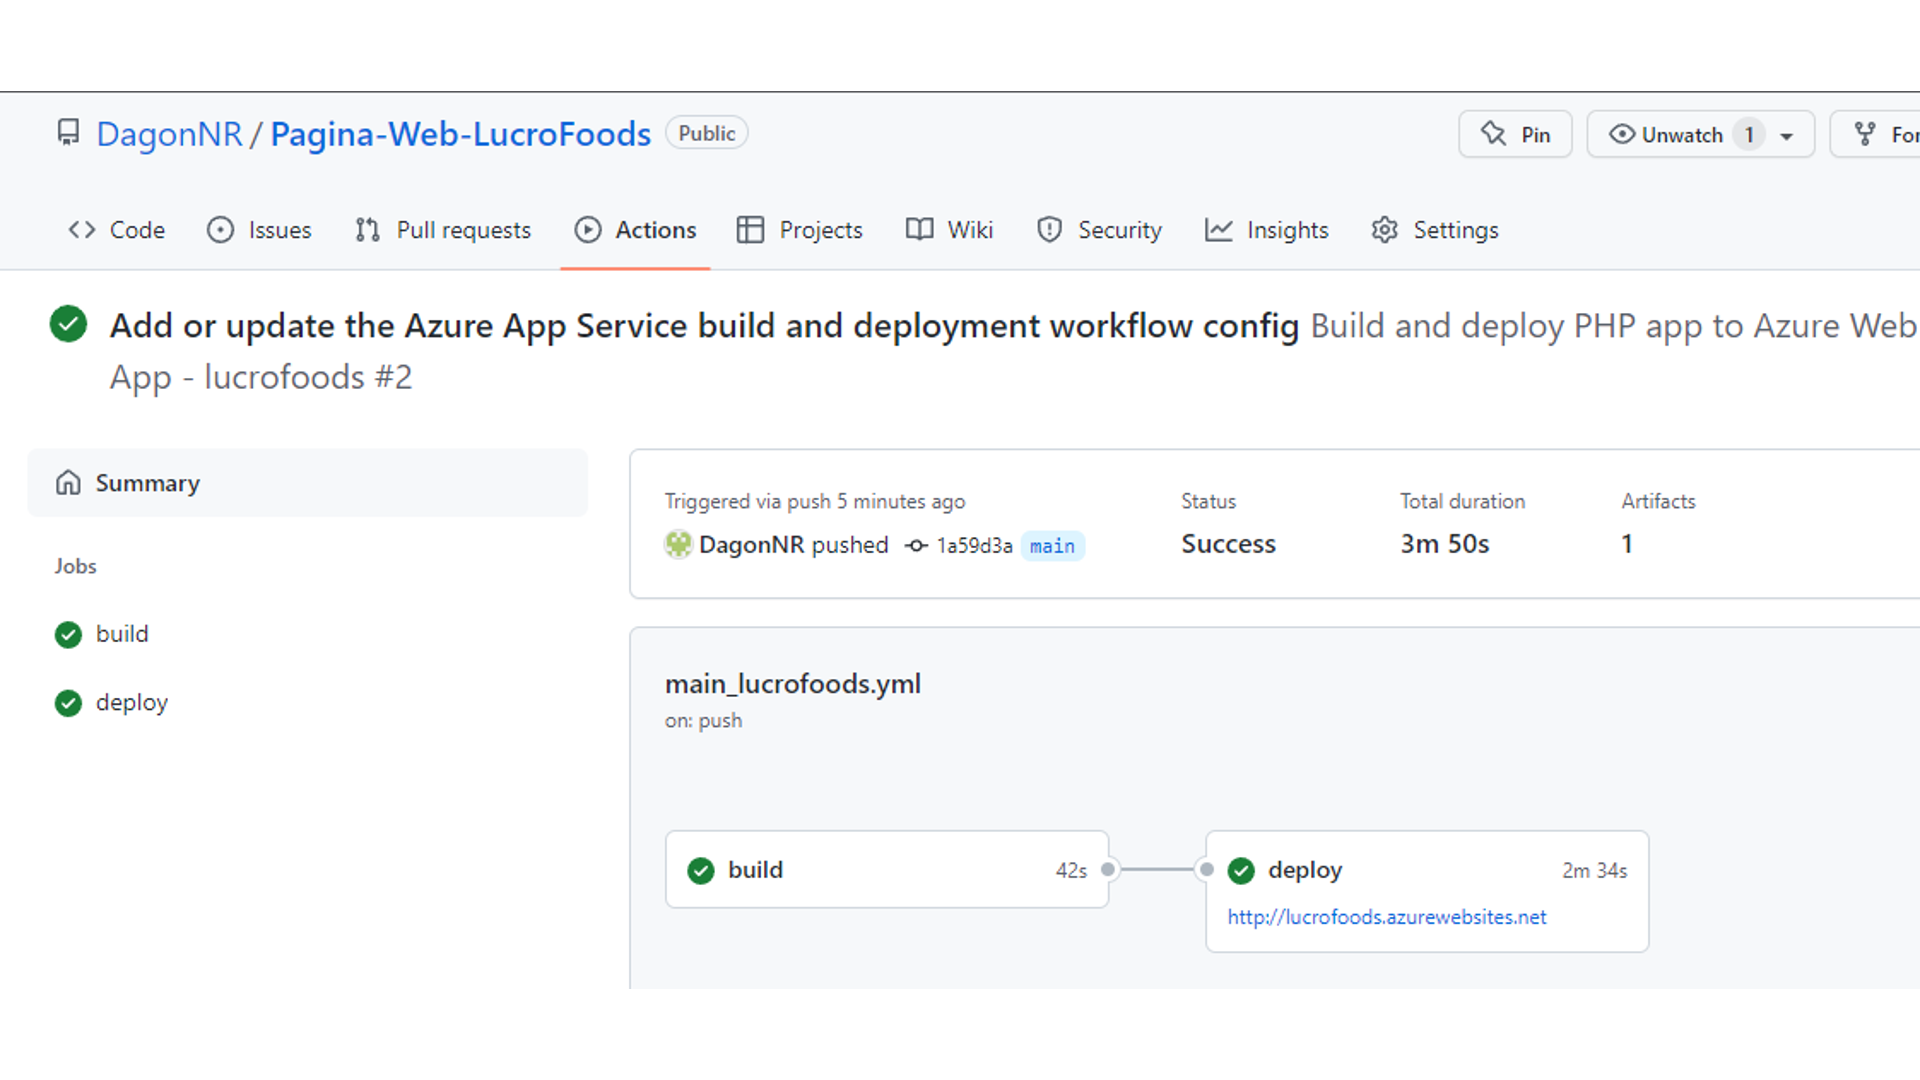 DagonNR / Pagina-Web-LucroFoods Public Pin Unwatch 1 For
Code Issues Pull requests Actions Projects Wiki Security Insights Settings
Add or update the Azure App Service build and deployment workflow config Build and deploy PHP app to Azure Web
App - lucrofoods #2
Summary
Jobs
build
deploy
Triggered via push 5 minutes ago Status Total duration Artifacts
DagonNR pushed 1a59d3a main Success 3m 50s 1
main_lucrofoods.yml
on: push
build 42s deploy 2m 34s
http://lucrofoods.azurewebsites.net